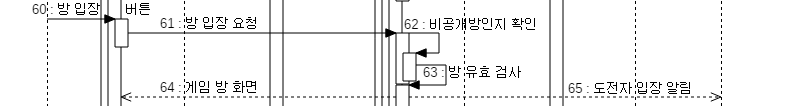 60 : 방 입장 버튼
61 : 방 입장 요청
62 : 비공개방인지 확인
63 : 방 유효 검사
64 : 게임 방 화면
65 : 도전자 입장 알림